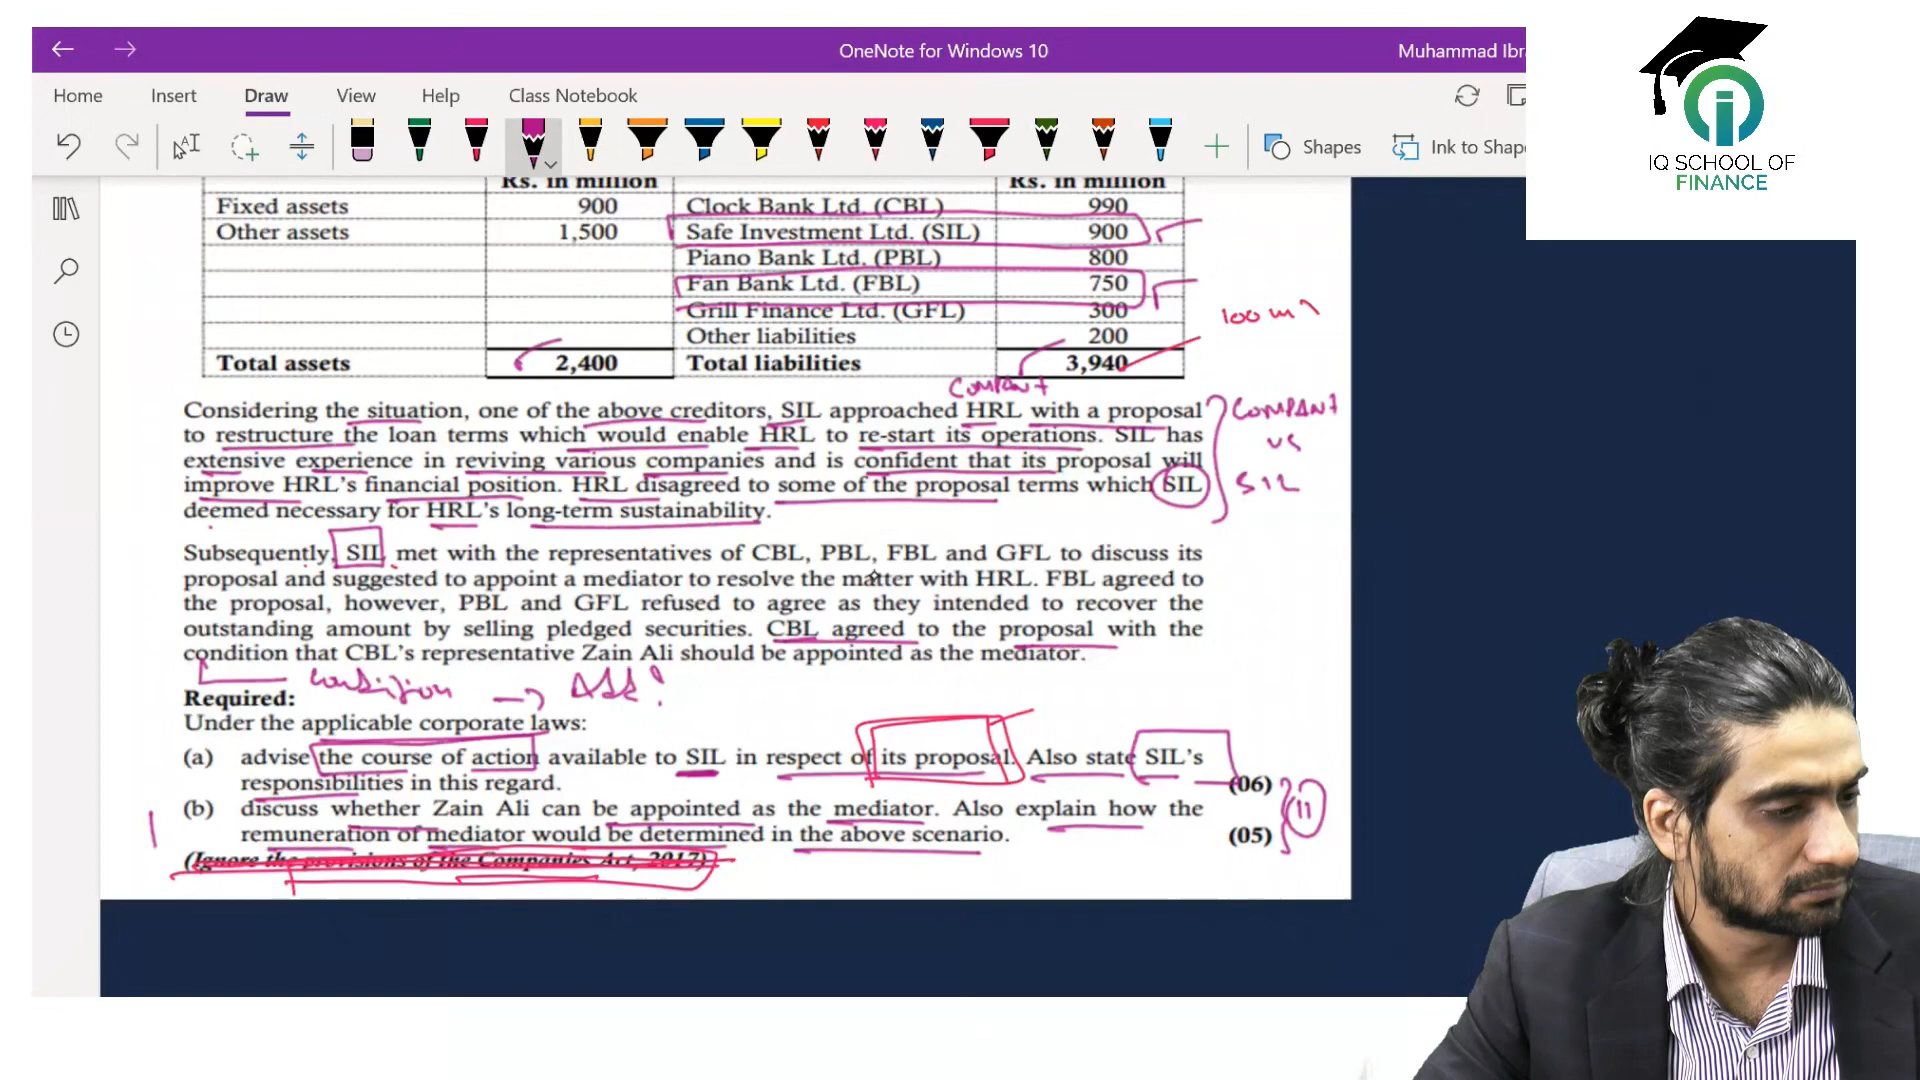 OneNote for Windows 10
Muhammad Ibr
Home Insert Draw View Help Class Notebook
Shapes Ink to Shap
IQ SCHOOL OF
FINANCE
Rs. in million Rs. in million
Fixed assets 900 Clock Bank Ltd. (CBL) 990
Other assets 1,500 Safe Investment Ltd. (SIL) 900
Piano Bank Ltd. (PBL) 800
Fan Bank Ltd. (FBL) 750
Grill Finance Ltd. (GFL) 300
100 m
Other liabilities 200
Total assets 2,400 Total liabilities 3,940
COMPANY
Considering the situation, one of the above creditors, SIL approached HRL with a proposal
to restructure the loan terms which would enable HRL to re-start its operations. SIL has
extensive experience in reviving various companies and is confident that its proposal will
improve HRL's financial position. HRL disagreed to some of the proposal terms which SIL
deemed necessary for HRL's long-term sustainability.
COMPANY
VS
SIL
Subsequently, SIL met with the representatives of CBL, PBL, FBL and GFL to discuss its
proposal and suggested to appoint a mediator to resolve the matter with HRL. FBL agreed to
the proposal, however, PBL and GFL refused to agree as they intended to recover the
outstanding amount by selling pledged securities. CBL agreed to the proposal with the
condition that CBL's representative Zain Ali should be appointed as the mediator.
condition
Required:
Under the applicable corporate laws:
(a) advise the course of action available to SIL in respect of its proposal. Also state SIL's
responsibilities in this regard. (06)
(b) discuss whether Zain Ali can be appointed as the mediator. Also explain how the
remuneration of mediator would be determined in the above scenario. (05)
11
(Ignore the provisions of the Companies Act, 2017)